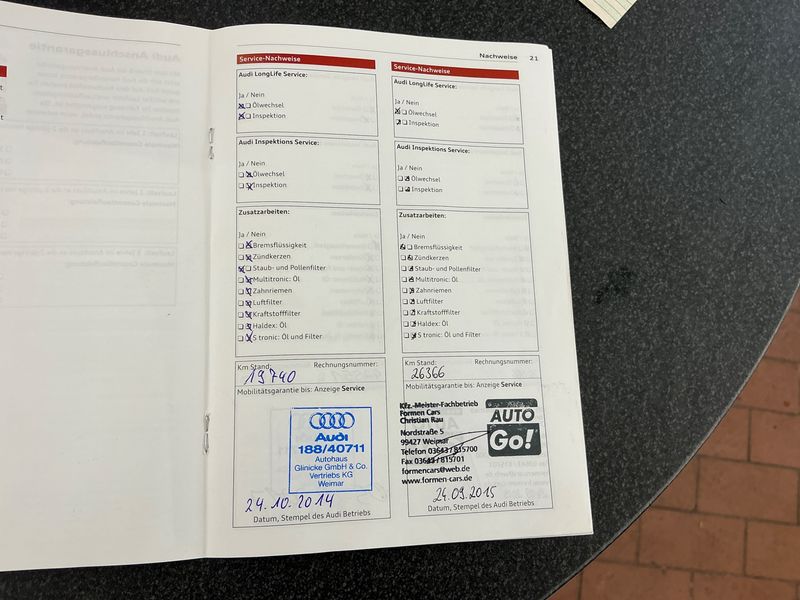 Nachweise 21
Service-Nachweise
Audi LongLife Service:
Ja / Nein
Ölwechsel
Inspektion
Audi Inspektions Service:
Ja / Nein
Ölwechsel
Inspektion
Zusatzarbeiten:
Ja / Nein
Bremsflüssigkeit
Zündkerzen
Staub- und Pollenfilter
Multitronic: Öl
Zahnriemen
Luftfilter
Kraftstofffilter
Haldex: Öl
S tronic: Öl und Filter
Km Stand: Rechnungsnummer:
19740
Mobilitätsgarantie bis: Anzeige Service
Audi
188/40711
Autohaus
Glinicke GmbH & Co.
Vertriebs KG
Weimar
24.10.2014
Datum, Stempel des Audi Betriebs
Service-Nachweise
Audi LongLife Service:
Ja / Nein
Ölwechsel
Inspektion
Audi Inspektions Service:
Ja / Nein
Ölwechsel
Inspektion
Zusatzarbeiten:
Ja / Nein
Bremsflüssigkeit
Zündkerzen
Staub- und Pollenfilter
Multitronic: Öl
Zahnriemen
Luftfilter
Kraftstofffilter
Haldex: Öl
S tronic: Öl und Filter
Km Stand: Rechnungsnummer:
26366
Mobilitätsgarantie bis: Anzeige Service
Kfz.-Meister-Fachbetrieb
Formen Cars
Christian Rau
Nordstraße 5
99427 Weimar
Telefon 03643/815700
Fax 03643/815701
formencars@web.de
www.formen-cars.de
AUTO
Go!
24.09.2015
Datum, Stempel des Audi Betriebs